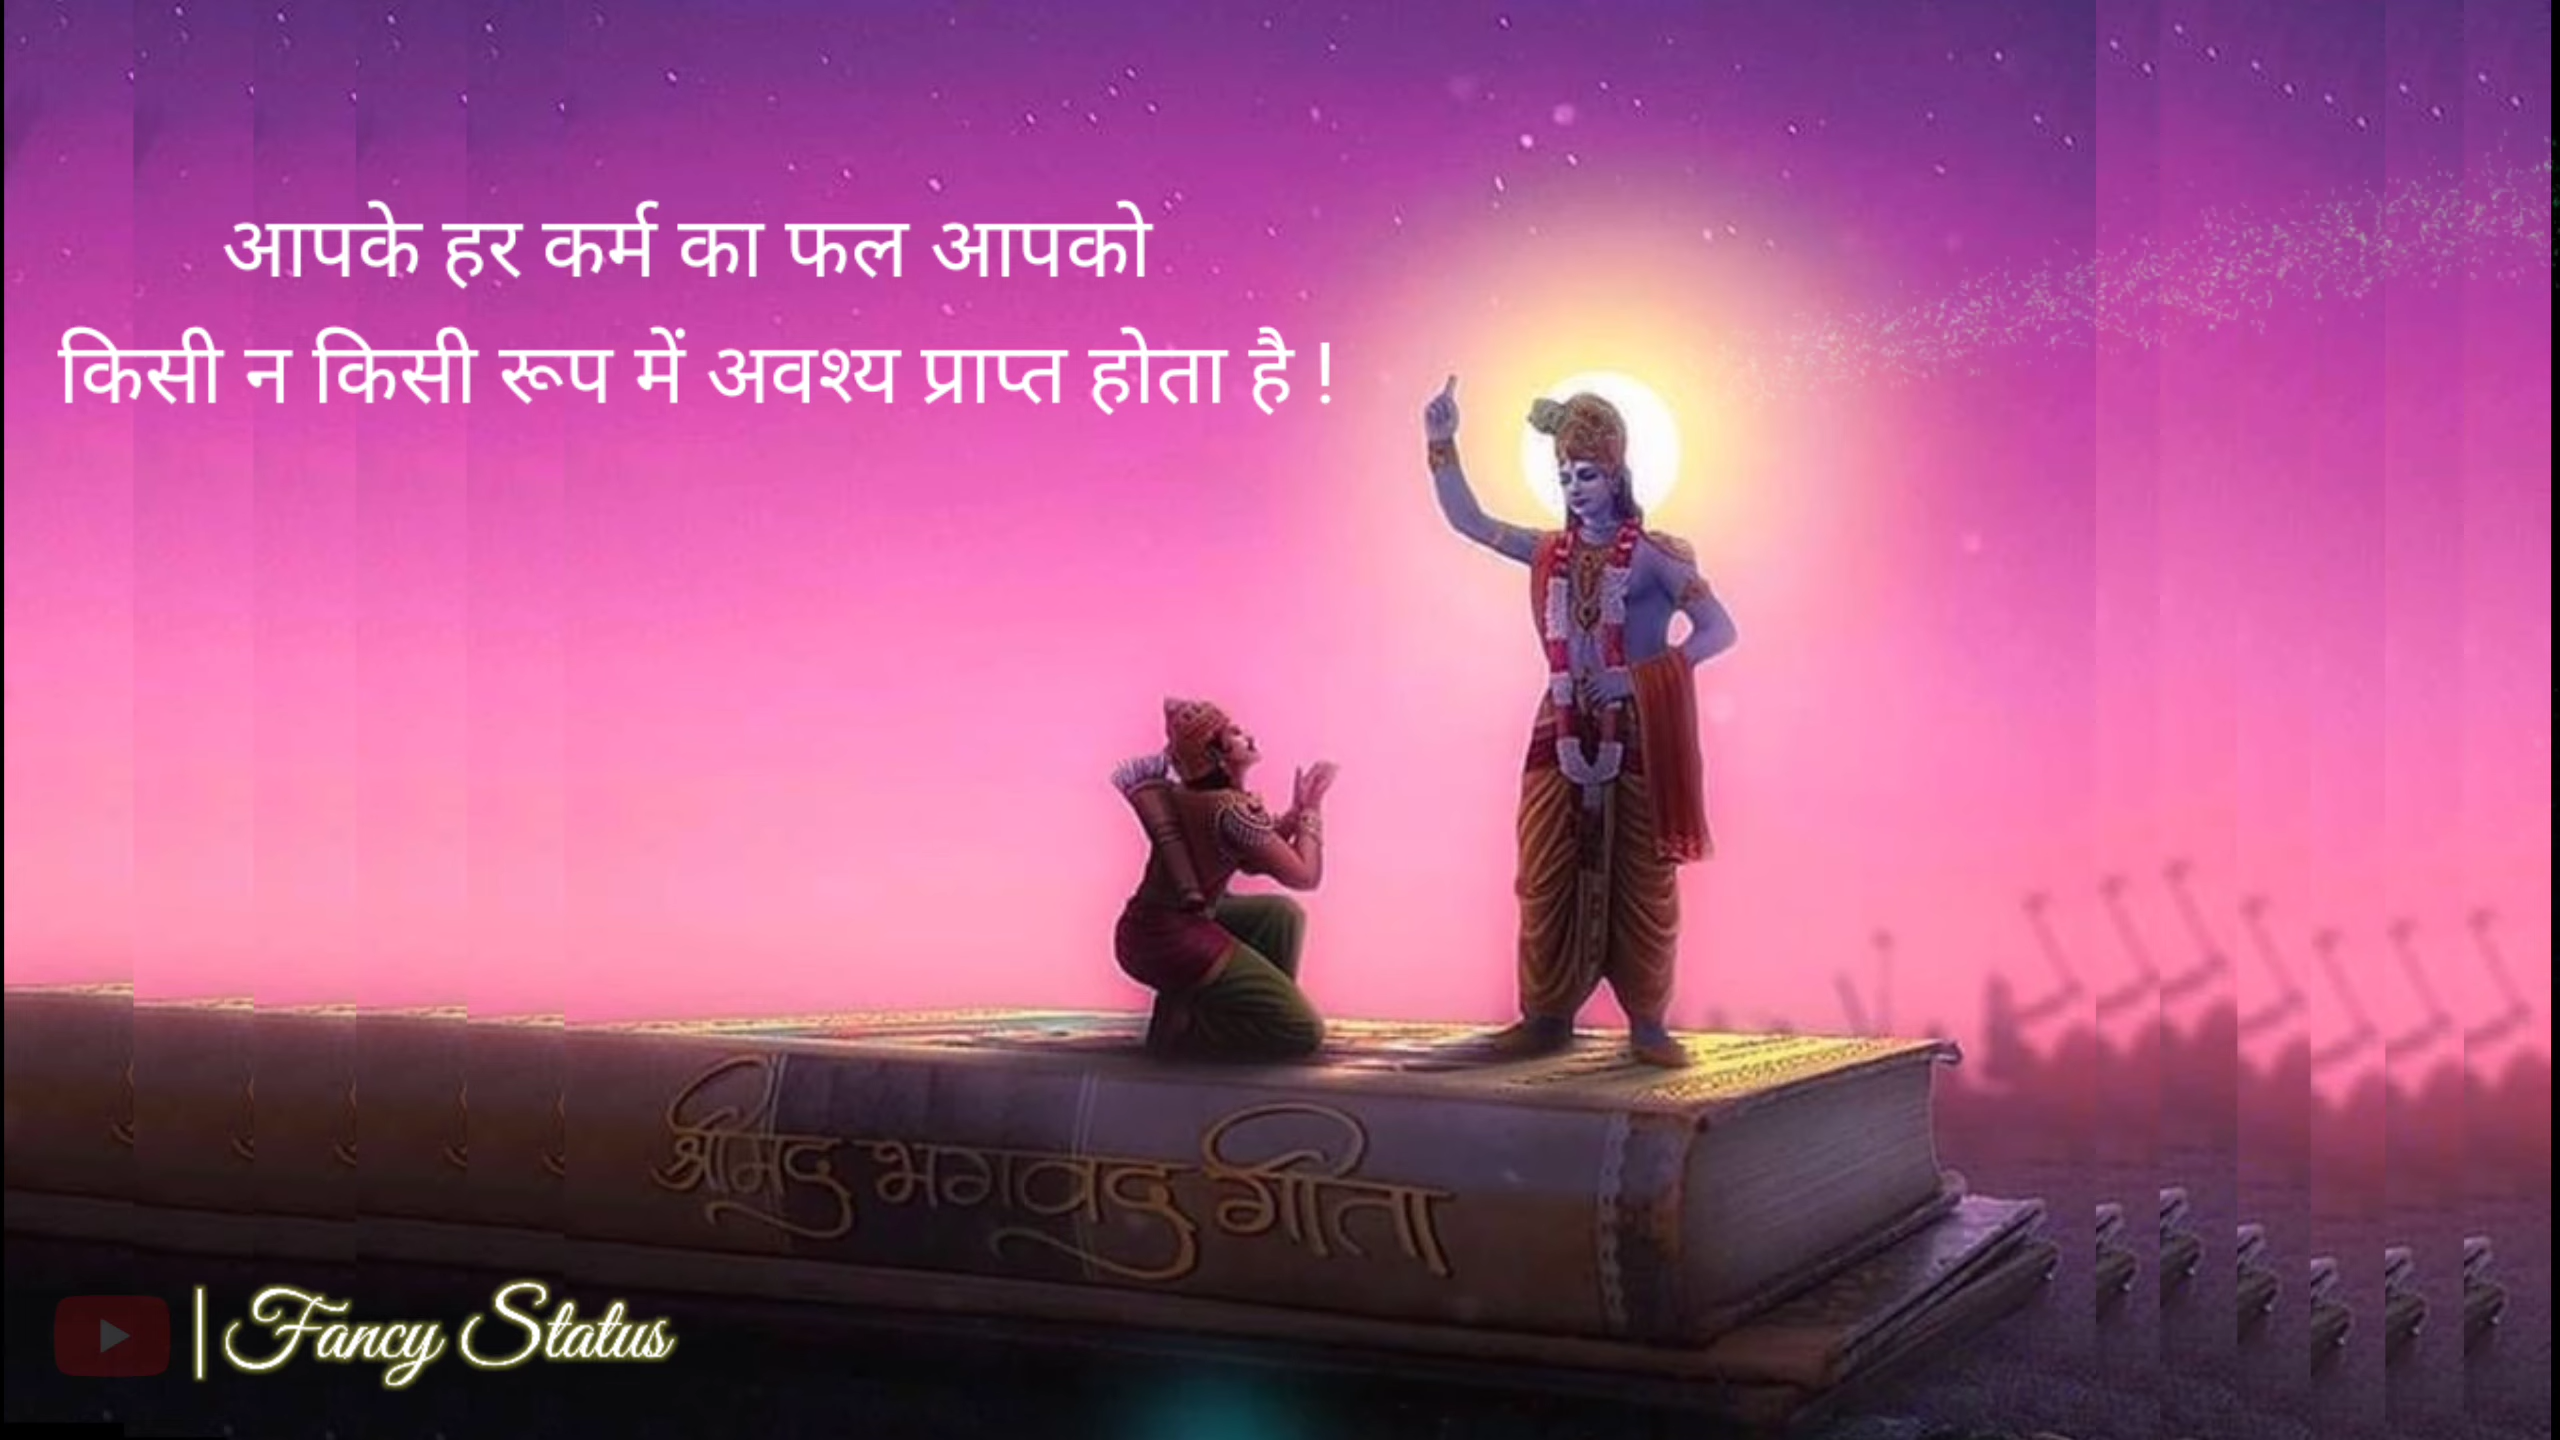 आपके हर कर्म का फल आपको
किसी न किसी रूप में अवश्य प्राप्त होता है !
श्रीमद भगवद गीता
| Fancy Status